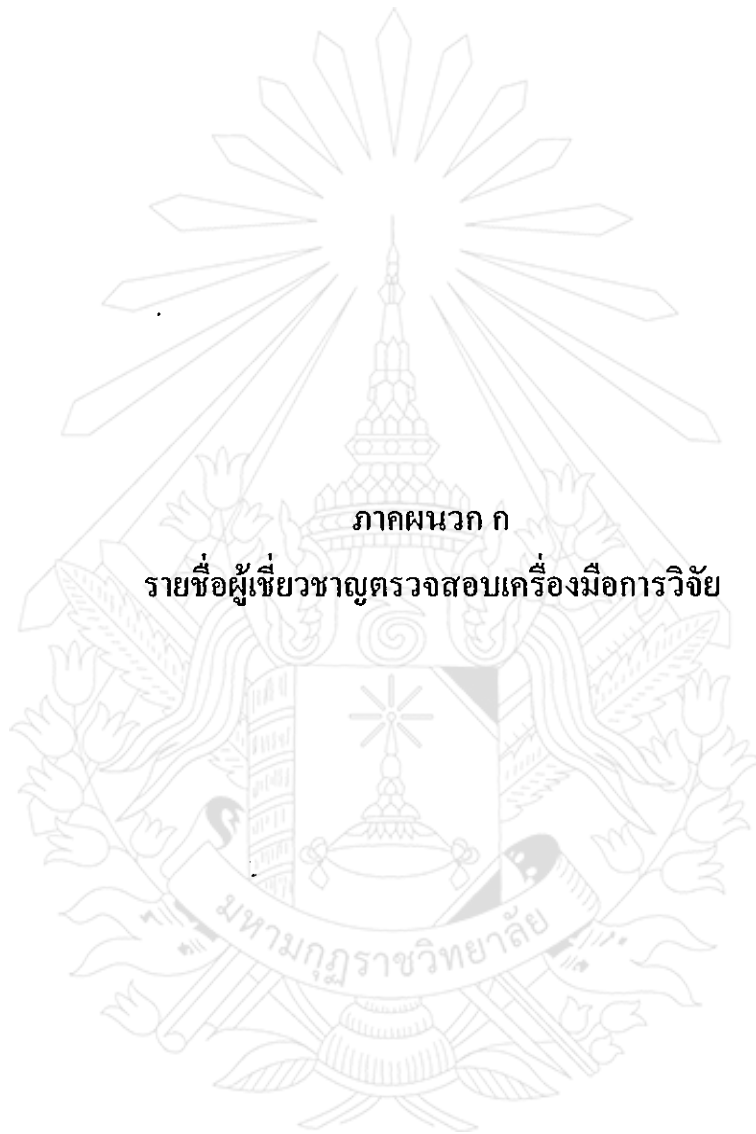 ภาคผนวก ก
รายชื่อผู้เชี่ยวชาญตรวจสอบเครื่องมือการวิจัย
มหามกุฏราชวิทยาลัย